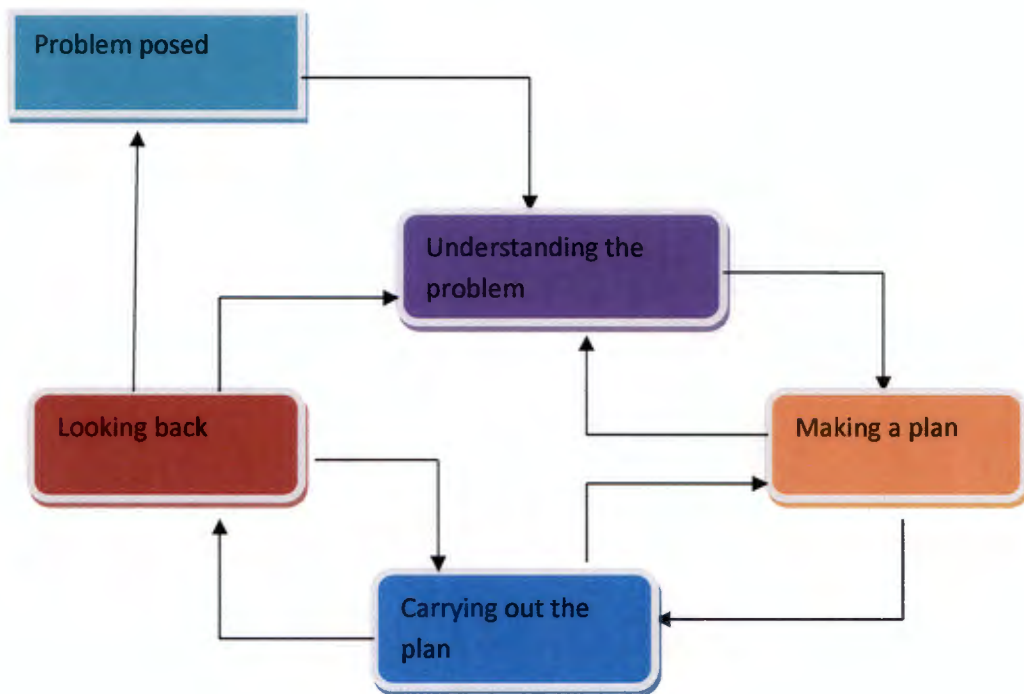 Problem posed
Understanding the
problem
Looking back
Making a plan
Carrying out the
plan